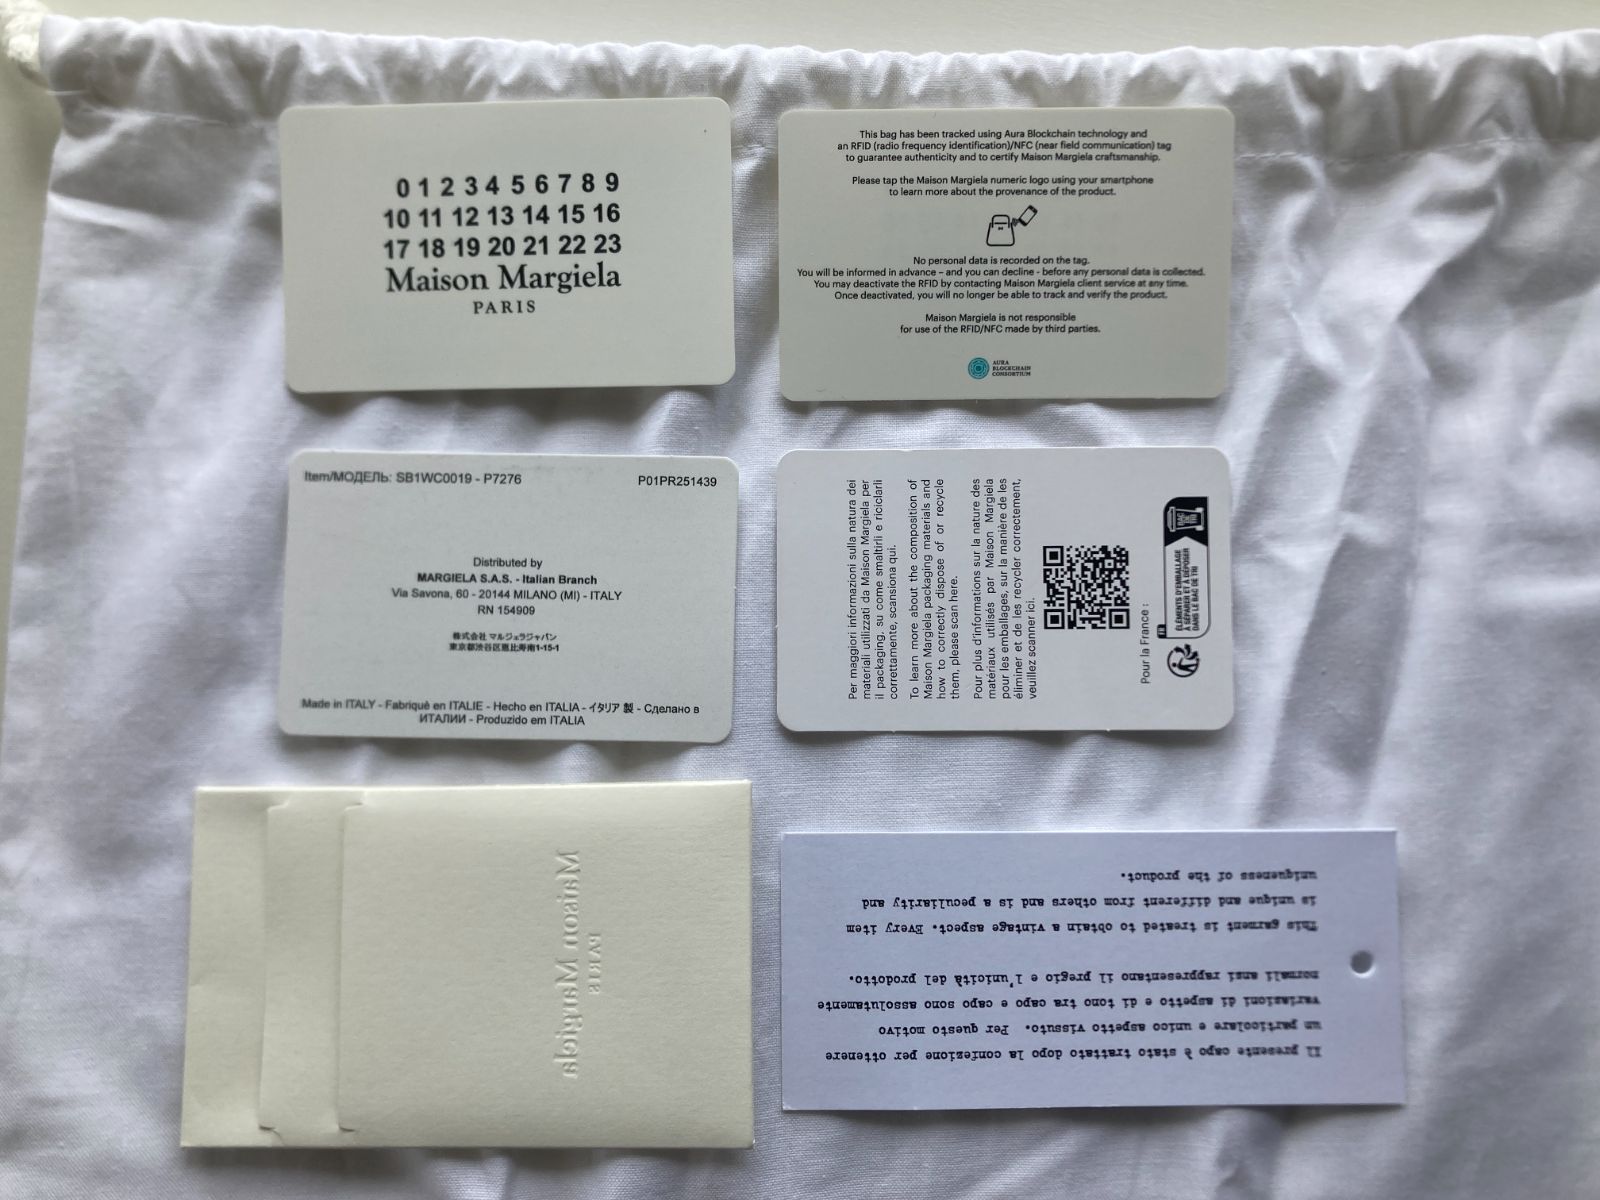 0 1 2 3 4 5 6 7 8 9
10 11 12 13 14 15 16
17 18 19 20 21 22 23
Maison Margiela
PARIS
This bag has been tracked using Aura Blockchain technology and
an RFID (radio frequency identification)/NFC (near field communication) tag
to guarantee authenticity and to certify Maison Margiela craftsmanship.
Please tap the Maison Margiela numeric logo using your smartphone
to learn more about the provenance of the product.
No personal data is recorded on the tag.
You will be informed in advance – and you can decline - before any personal data is collected.
You may deactivate the RFID by contacting Maison Margiela client service at any time.
Once deactivated, you will no longer be able to track and verify the product.
Maison Margiela is not responsible
for use of the RFID/NFC made by third parties.
AURA
BLOCKCHAIN
CONSORTIUM
Item/МОДЕЛЬ: SB1WC0019 - P7276
P01PR251439
Distributed by
MARGIELA S.A.S. - Italian Branch
Via Savona, 60 - 20144 MILANO (MI) - ITALY
RN 154909
株式会社 マルジェラジャパン
東京都渋谷区恵比寿南1-15-1
Made in ITALY - Fabriqué en ITALIE - Hecho en ITALIA - イタリア 製 - Сделано в
ИТАЛИИ - Produzido em ITALIA
Per maggiori informazioni sulla natura dei
materiali utilizzati da Maison Margiela per
il packaging, su come smaltirli e riciclarli
correttamente, scansiona qui.
To learn more about the composition of
Maison Margiela packaging materials and
how to correctly dispose of or recycle
them, please scan here.
Pour plus d'informations sur la nature des
matériaux utilisés par Maison Margiela
pour les emballages, sur la manière de les
éliminer et de les recycler correctement,
veuillez scanner ici.
Pour la France :
FR
ÉLÉMENTS D'EMBALLAGE
À SÉPARER ET À DÉPOSER
DANS LE BAC DE TRI
BAC
DE
TRI
Maison Margiela
PARIS
Il presente capo è stato trattato dopo la confezione per ottenere
un particolare e unico aspetto vissuto. Per questo motivo
variazioni di aspetto e di tono tra capo e capo sono assolutamente
normali anzi rappresentano il pregio e l'unicità del prodotto.
This garment is treated to obtain a vintage aspect. Every item
is unique and different from others and is a peculiarity and
uniqueness of the product.